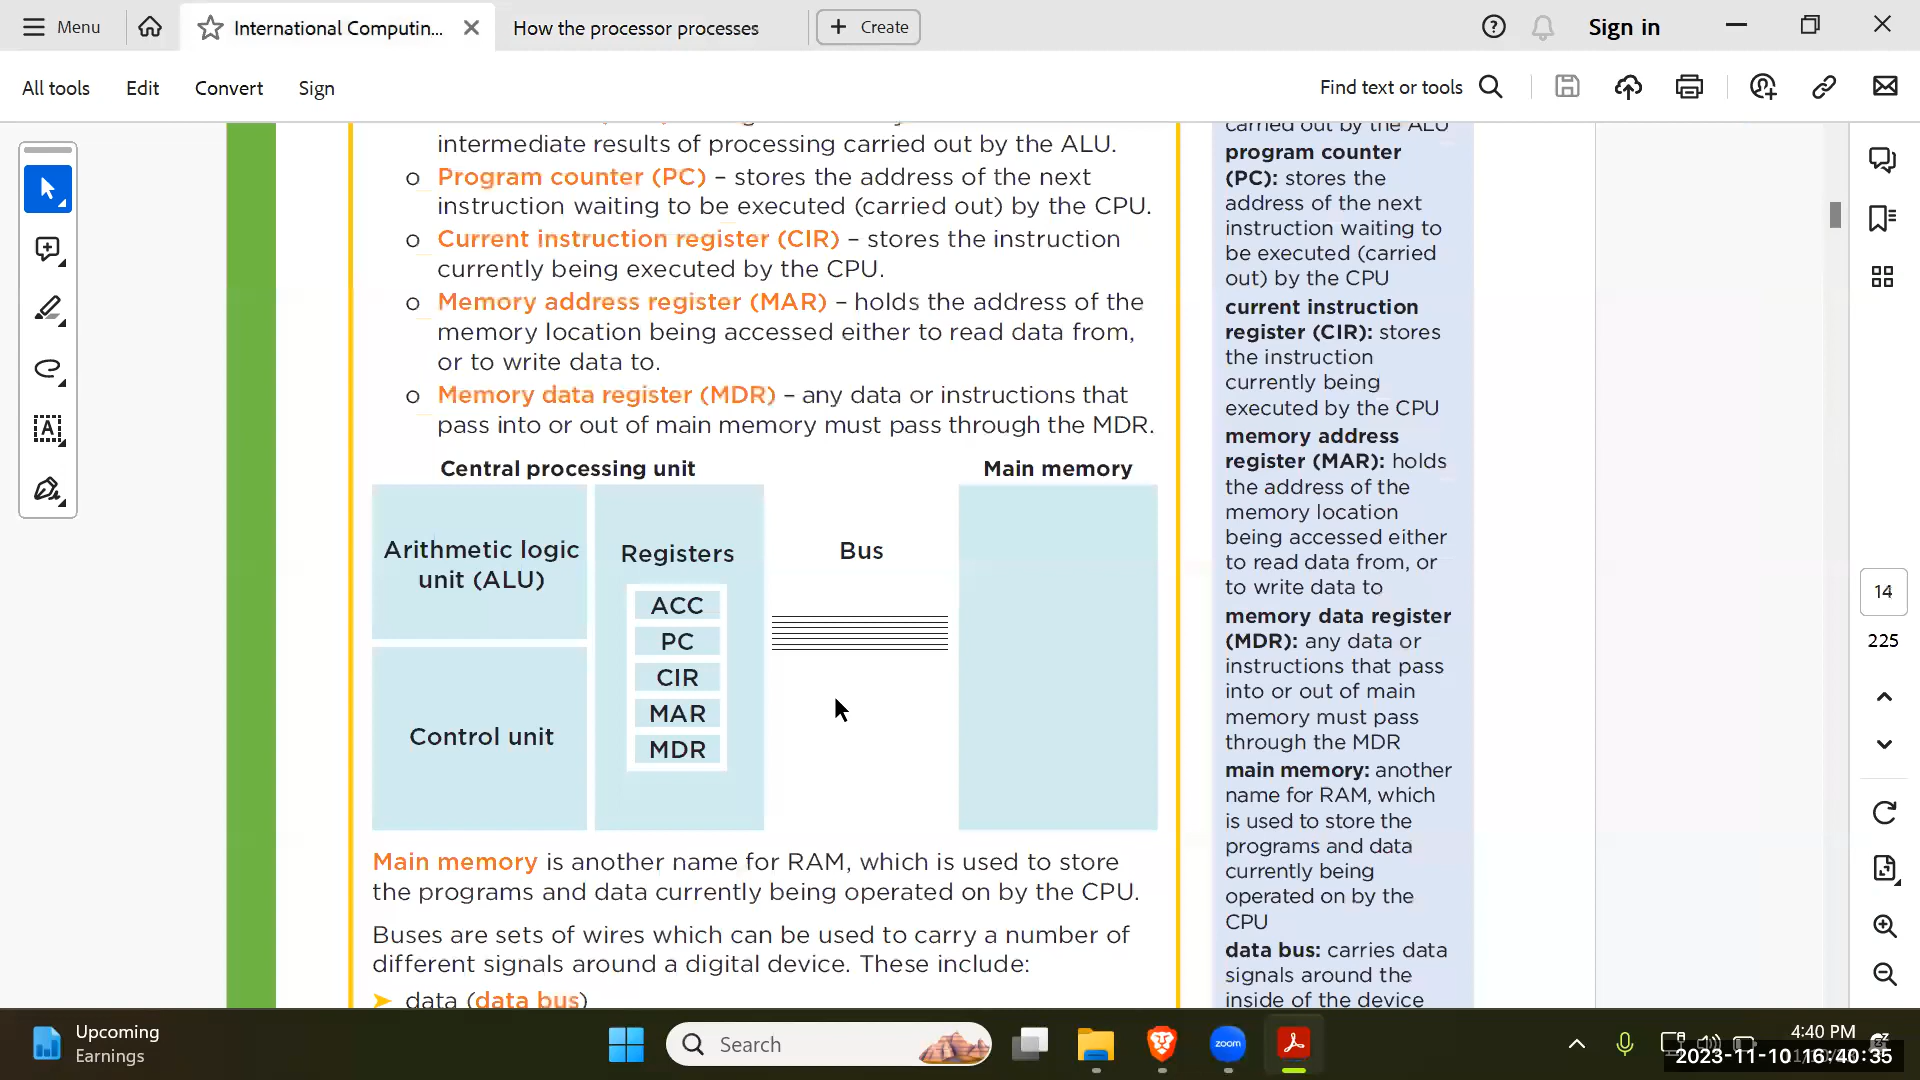 Menu
International Computin...
How the processor processes
Create
Sign in
All tools
Edit
Convert
Sign
Find text or tools
intermediate results of processing carried out by the ALU.
o Program counter (PC) – stores the address of the next
instruction waiting to be executed (carried out) by the CPU.
o Current instruction register (CIR) – stores the instruction
currently being executed by the CPU.
o Memory address register (MAR) – holds the address of the
memory location being accessed either to read data from,
or to write data to.
o Memory data register (MDR) – any data or instructions that
pass into or out of main memory must pass through the MDR.
Central processing unit
Main memory
Arithmetic logic
unit (ALU)
Control unit
Registers
ACC
PC
CIR
MAR
MDR
Bus
Main memory is another name for RAM, which is used to store
the programs and data currently being operated on by the CPU.
Buses are sets of wires which can be used to carry a number of
different signals around a digital device. These include:
➤ data (data bus)
carried out by the ALU
program counter
(PC): stores the
address of the next
instruction waiting to
be executed (carried
out) by the CPU
current instruction
register (CIR): stores
the instruction
currently being
executed by the CPU
memory address
register (MAR): holds
the address of the
memory location
being accessed either
to read data from, or
to write data to
memory data register
(MDR): any data or
instructions that pass
into or out of main
memory must pass
through the MDR
main memory: another
name for RAM, which
is used to store the
programs and data
currently being
operated on by the
CPU
data bus: carries data
signals around the
inside of the device
14
225
Upcoming
Earnings
Search
zoom
4:40 PM
2023-11-10 16:40:35